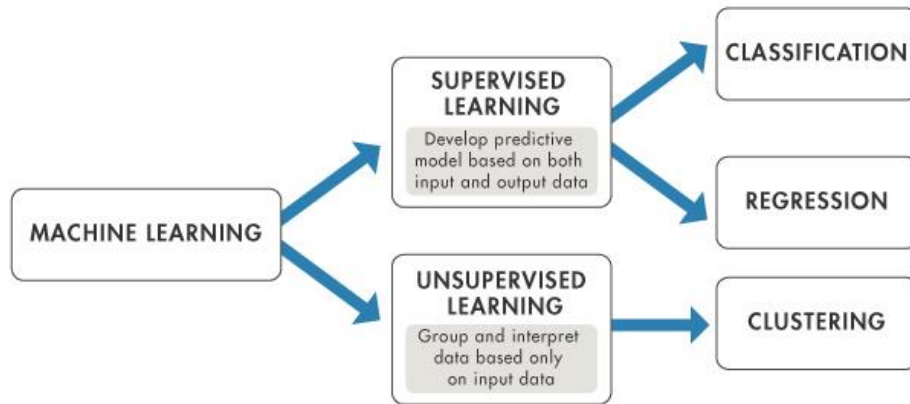 MACHINE LEARNING
SUPERVISED
LEARNING
Develop predictive
model based on both
input and output data
UNSUPERVISED
LEARNING
Group and interpret
data based only
on input data
CLASSIFICATION
REGRESSION
CLUSTERING